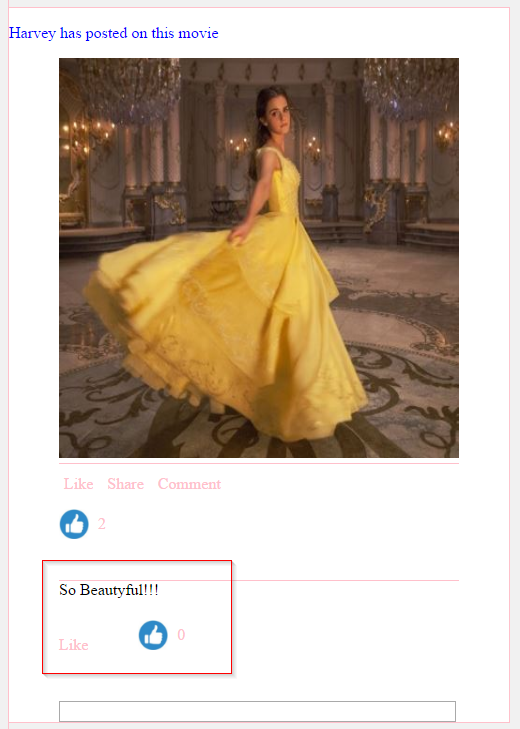 Harvey has posted on this movie
Like Share Comment
2
So Beautyful!!!
Like 0